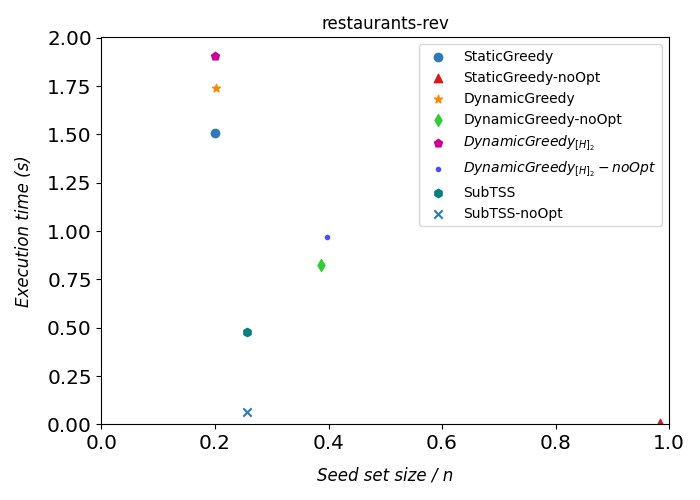 restaurants-rev
2.00
1.75
1.50
1.25
1.00
0.75
0.50
0.25
0.00
Execution time (s)
StaticGreedy
StaticGreedy-noOpt
DynamicGreedy
DynamicGreedy-noOpt
DynamicGreedy[H]2
DynamicGreedy[H]2 − noOpt
SubTSS
SubTSS-noOpt
0.0 0.2 0.4 0.6 0.8 1.0
Seed set size / n